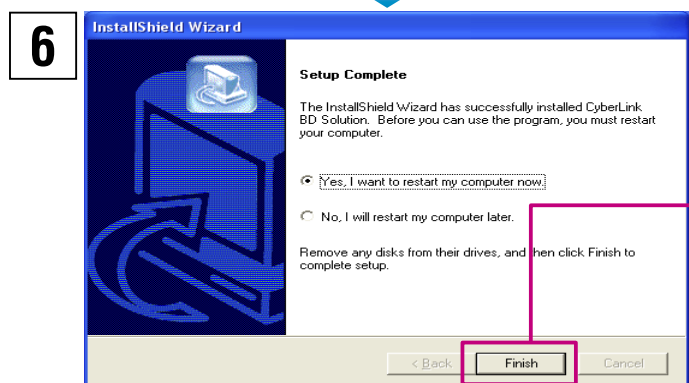 6
InstallShield Wizard
Setup Complete
The InstallShield Wizard has successfully installed CyberLink
BD Solution. Before you can use the program, you must restart
your computer.
Yes, I want to restart my computer now.
No, I will restart my computer later.
Remove any disks from their drives, and then click Finish to
complete setup.
< Back
Finish
Cancel